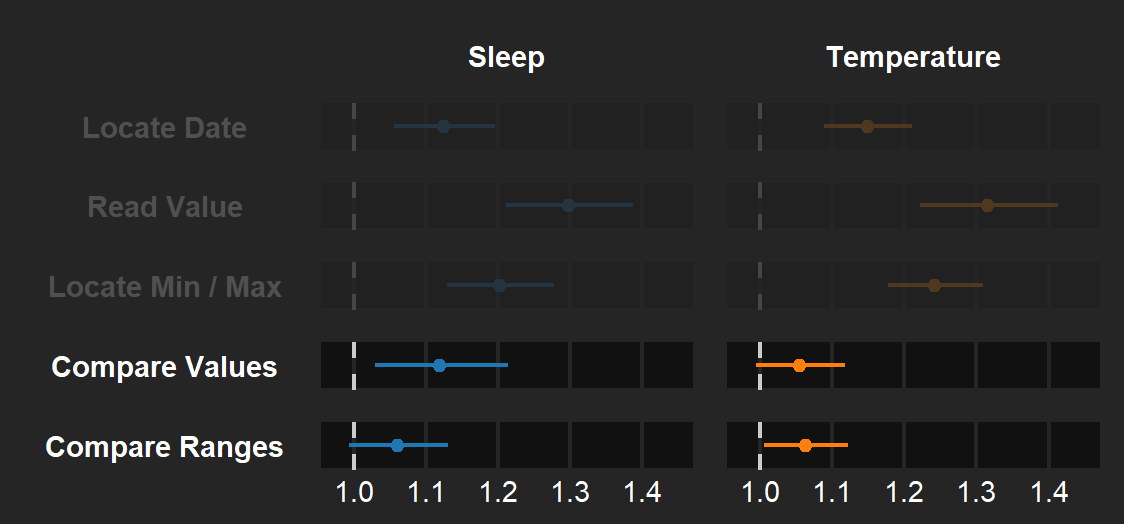 Sleep Temperature
Locate Date
Read Value
Locate Min / Max
Compare Values
Compare Ranges
1.0 1.1 1.2 1.3 1.4 1.0 1.1 1.2 1.3 1.4